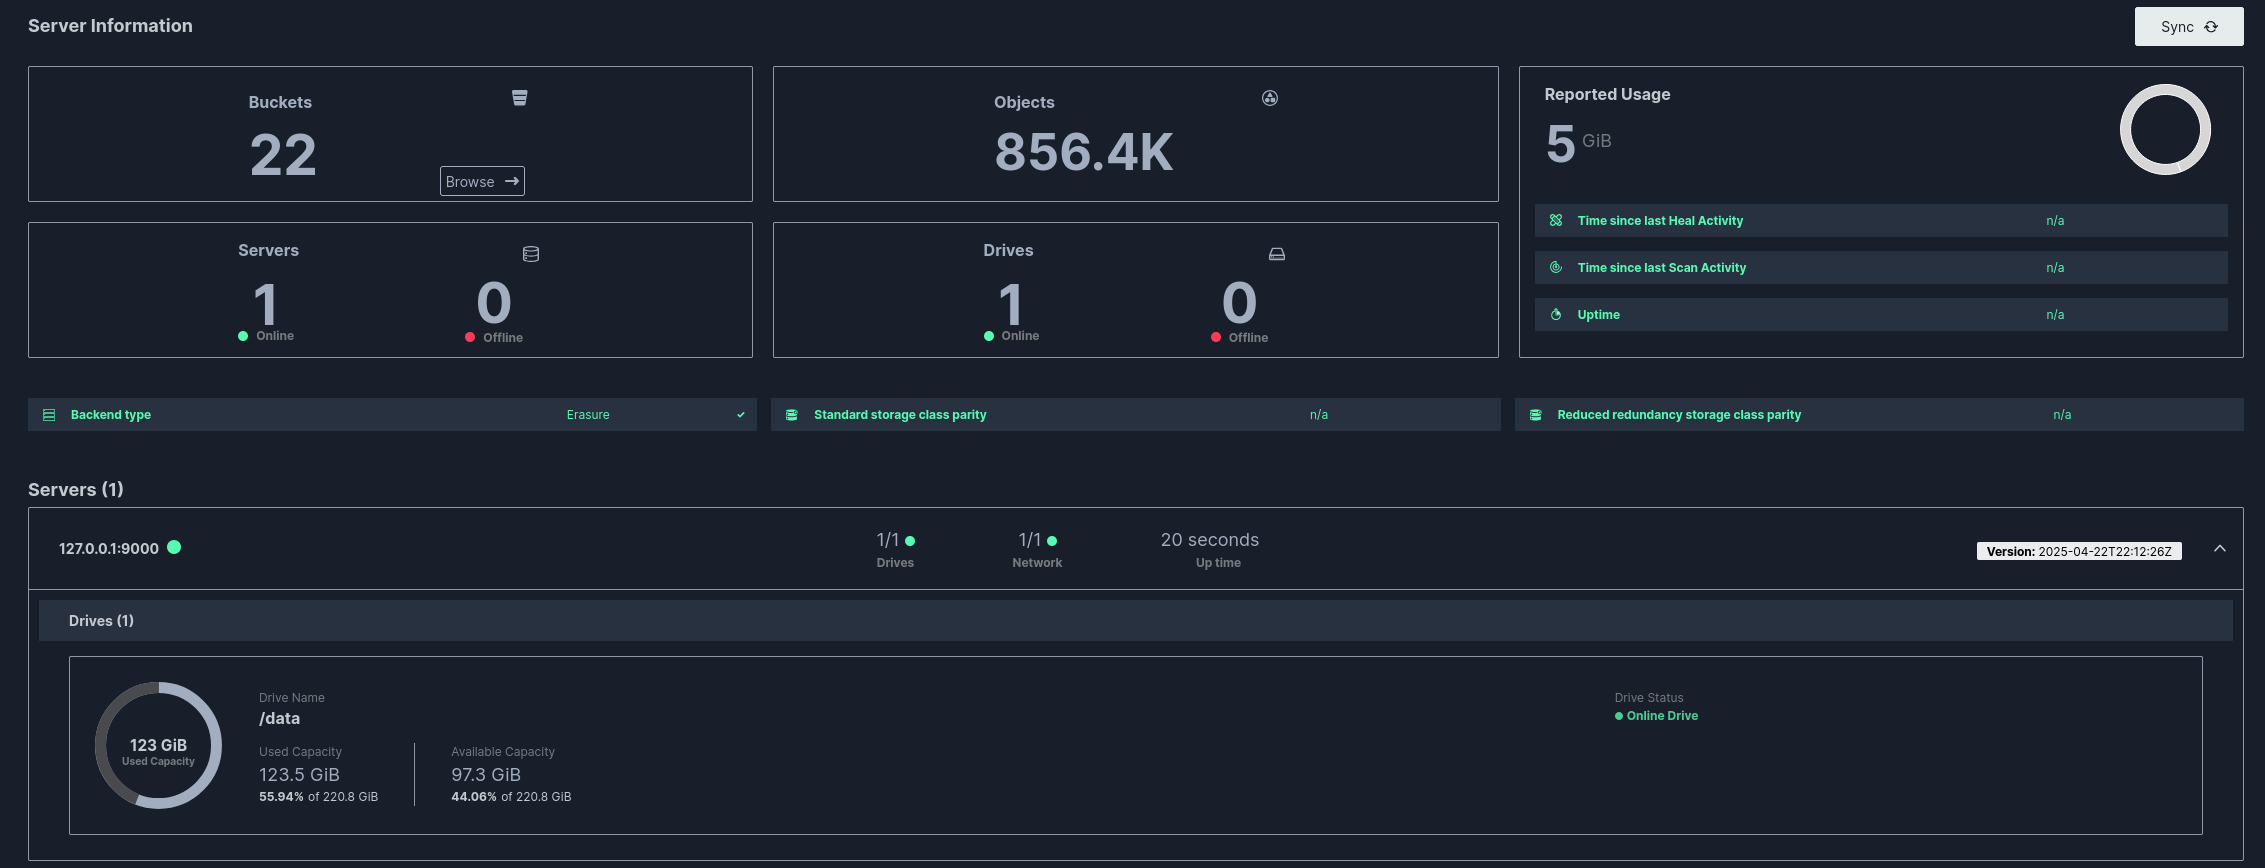 Server Information
Sync
Buckets
22
Browse
Objects
856.4K
Reported Usage
5 GiB
Time since last Heal Activity n/a
Time since last Scan Activity n/a
Uptime n/a
Servers
1 0
Online Offline
Drives
1 0
Online Offline
Backend type Erasure
Standard storage class parity n/a
Reduced redundancy storage class parity n/a
Servers (1)
127.0.0.1:9000
1/1
Drives
1/1
Network
20 seconds
Up time
Version: 2025-04-22T22:12:26Z
Drives (1)
123 GiB
Used Capacity
Drive Name
/data
Used Capacity
123.5 GiB
55.94% of 220.8 GiB
Available Capacity
97.3 GiB
44.06% of 220.8 GiB
Drive Status
Online Drive